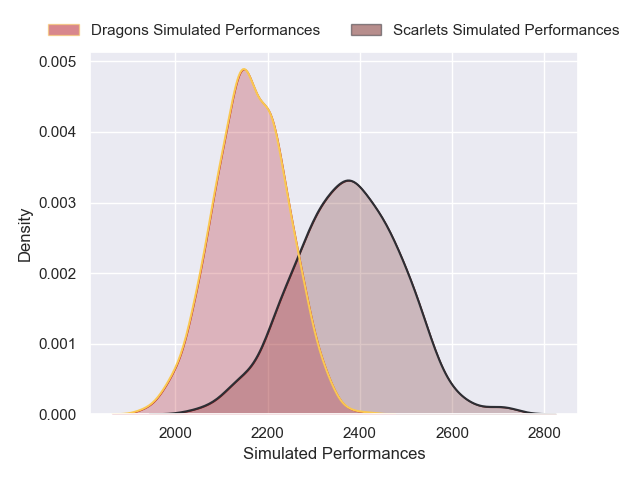 Dragons Simulated Performances
Scarlets Simulated Performances
0.005
0.004
0.003
0.002
0.001
0.000
Density
2000
2200
2400
2600
2800
Simulated Performances